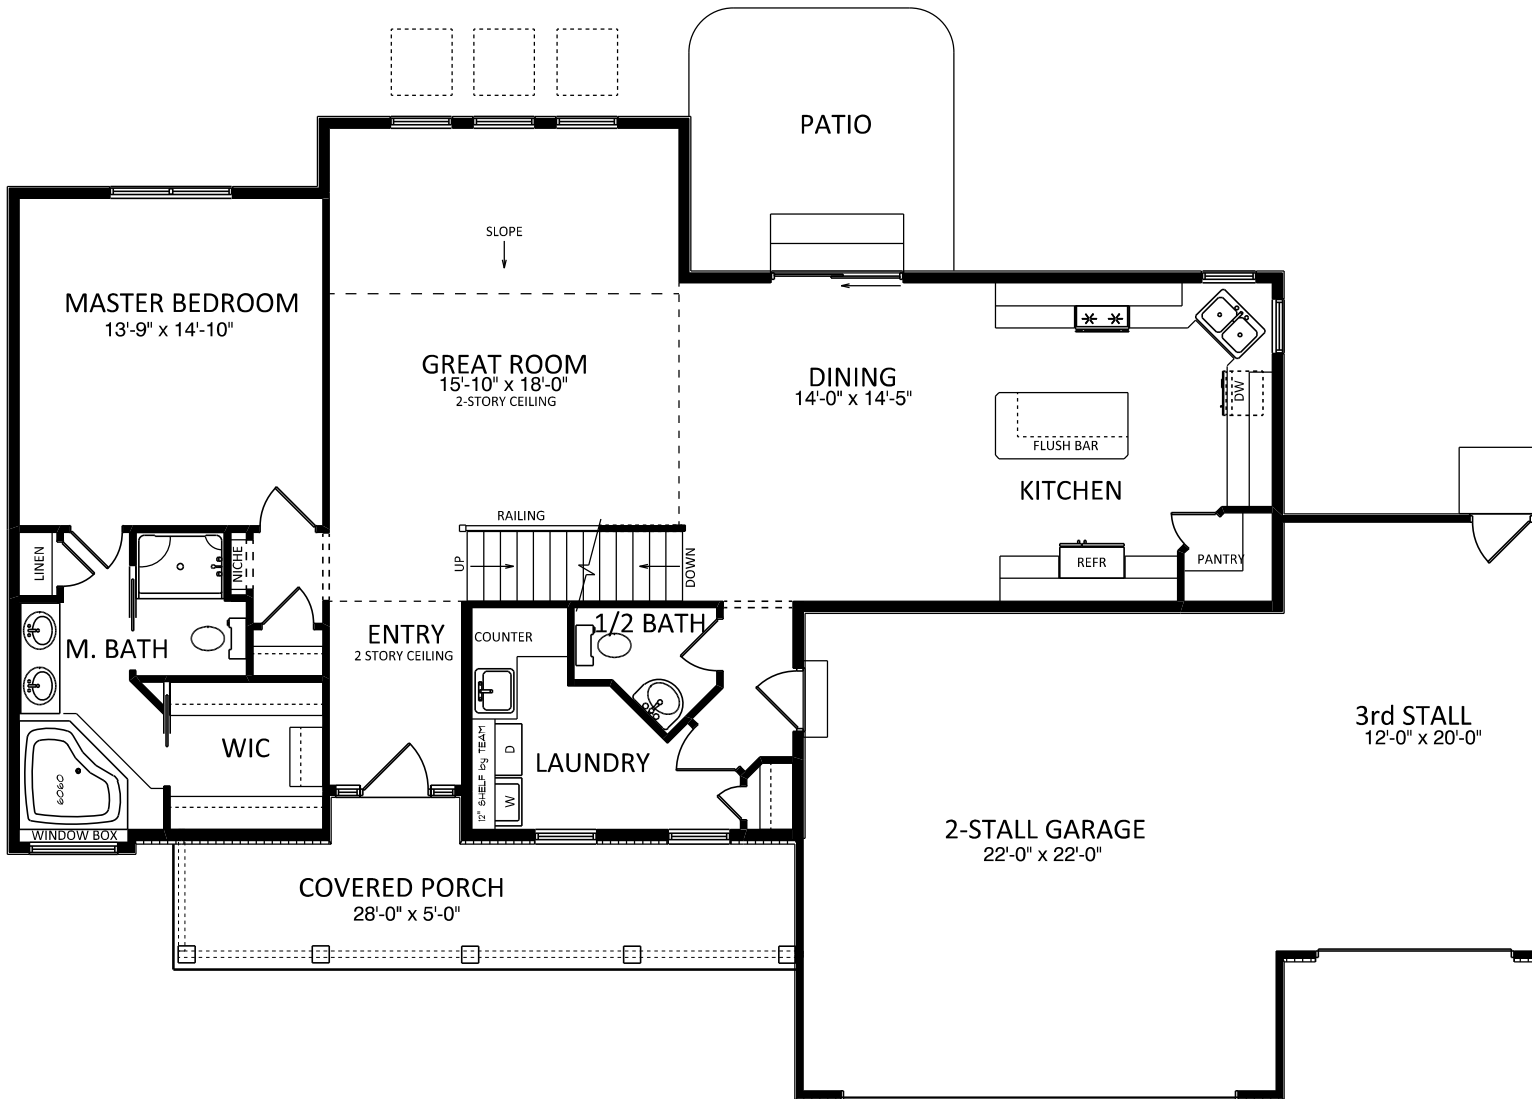 PATIO
SLOPE
MASTER BEDROOM
13'-9" x 14'-10"
GREAT ROOM
15'-10" x 18'-0"
2-STORY CEILING
DINING
14'-0" x 14'-5"
DW
FLUSH BAR
KITCHEN
RAILING
LINEN
NICHE
UP
DOWN
REFR
PANTRY
M. BATH
ENTRY
2 STORY CEILING
COUNTER
1/2 BATH
WIC
6060
WINDOW BOX
12" SHELF by TEAM
D
W
LAUNDRY
3rd STALL
12'-0" x 20'-0"
2-STALL GARAGE
22'-0" x 22'-0"
COVERED PORCH
28'-0" x 5'-0"